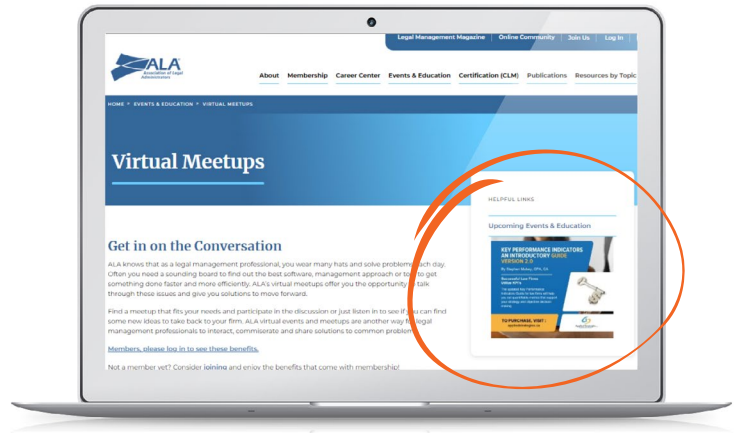 Legal Management Magazine Online Community Join Us Log In
ALA
Association of Legal
Administrators
About Membership Career Center Events & Education Certification (CLM) Publications Resources by Topic
HOME EVENTS & EDUCATION VIRTUAL MEETUPS
Virtual Meetups
HELPFUL LINKS
Upcoming Events & Education
KEY PERFORMANCE INDICATORS
AN INTRODUCTORY GUIDE
VERSION 2.0
TO PURCHASE, VISIT :
Get in on the Conversation
ALA knows that as a legal management professional, you wear many hats and solve problems each day.
Often you need a sounding board to find out the best software, management approach or to get
something done faster and more efficiently. ALA's virtual meetups offer you the opportunity to talk
through these issues and give you solutions to move forward.
Find a meetup that fits your needs and participate in the discussion or just listen in to see if you can find
some new ideas to take back to your firm. ALA virtual events and meetups are another way for legal
management professionals to interact, commiserate and share solutions to common problems
Members, please log in to see these benefits.
Not a member yet? Consider joining and enjoy the benefits that come with membership!